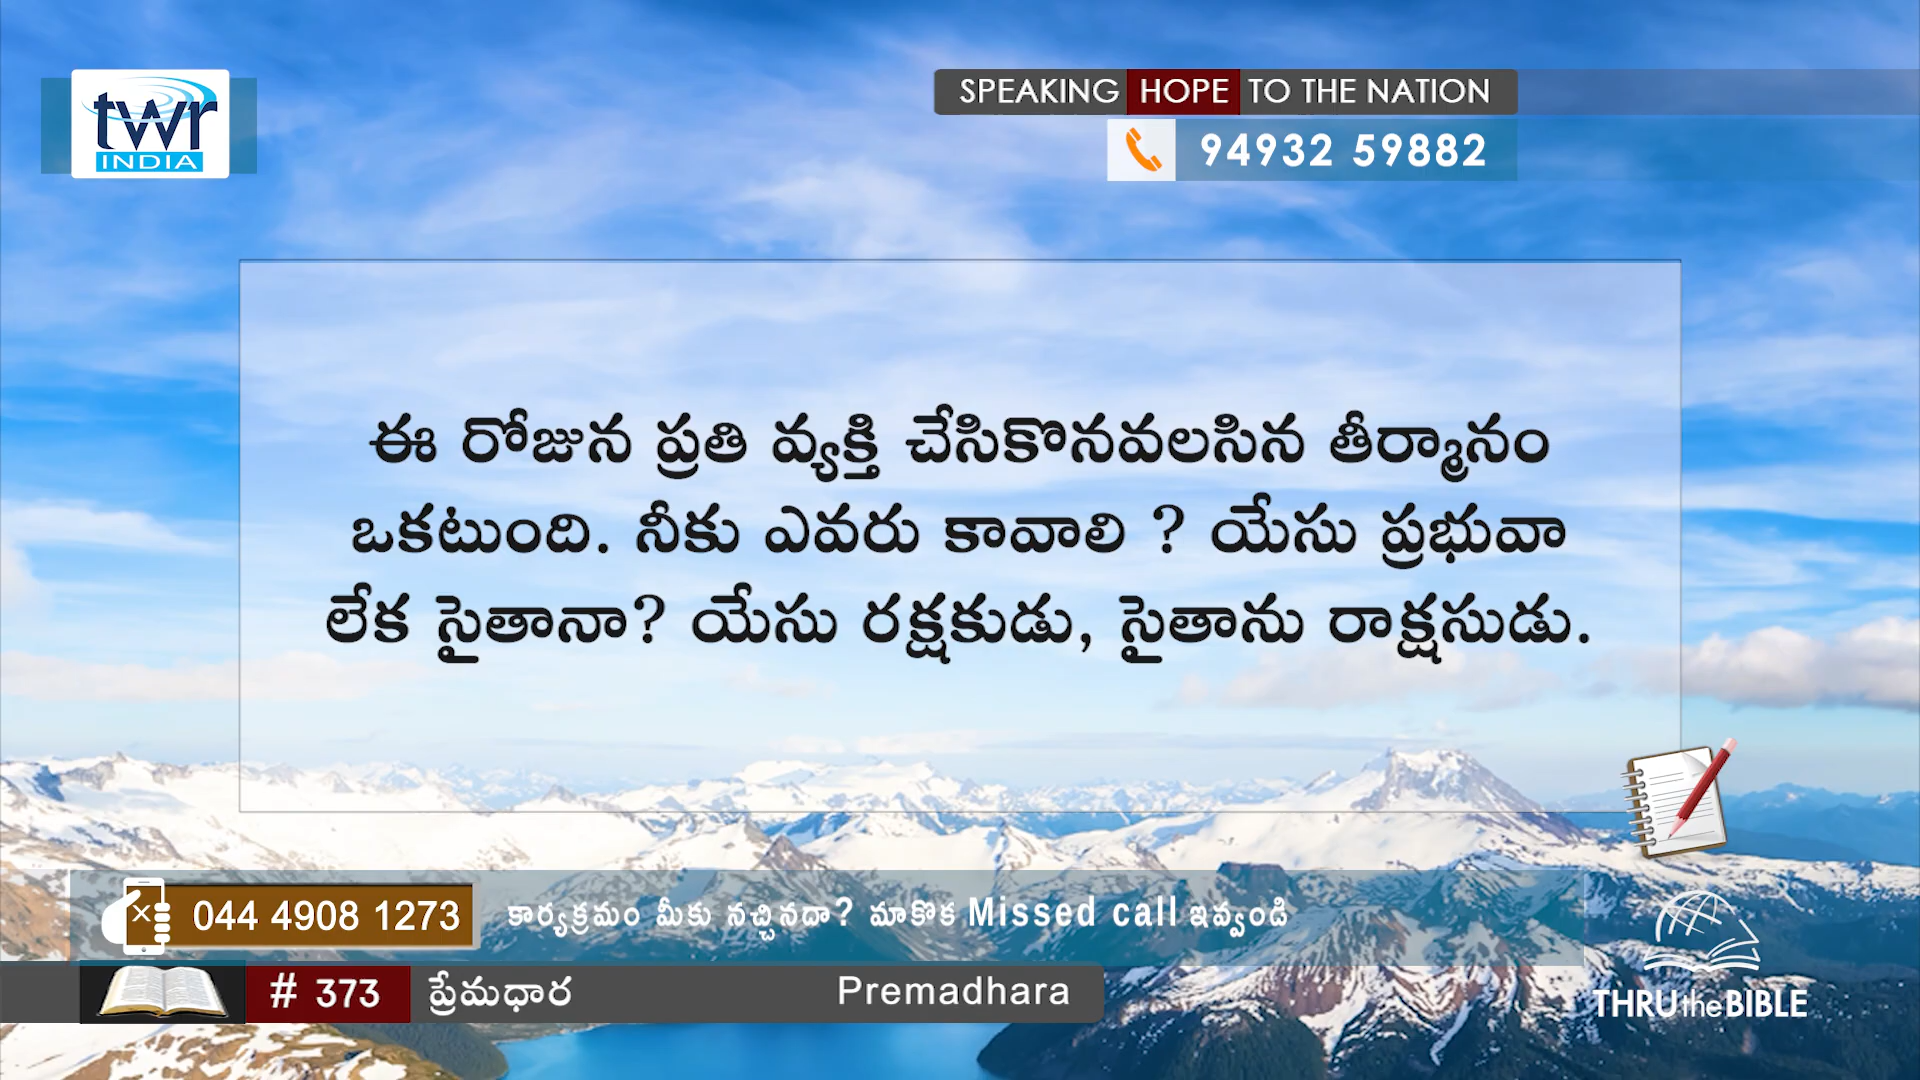 twr
INDIA
SPEAKING HOPE TO THE NATION
94932 59882
ఈ రోజున ప్రతి వ్యక్తి చేసికొనవలసిన తీర్మానం
ఒకటుంది. నీకు ఎవరు కావాలి ? యేసు ప్రభువా
లేక సైతానా? యేసు రక్షకుడు, సైతాను రాక్షసుడు.
044 4908 1273 కార్యక్రమం మీకు నచ్చినదా? మాకొక Missed call ఇవ్వండి
# 373 ప్రేమధార Premadhara
THRU the BIBLE